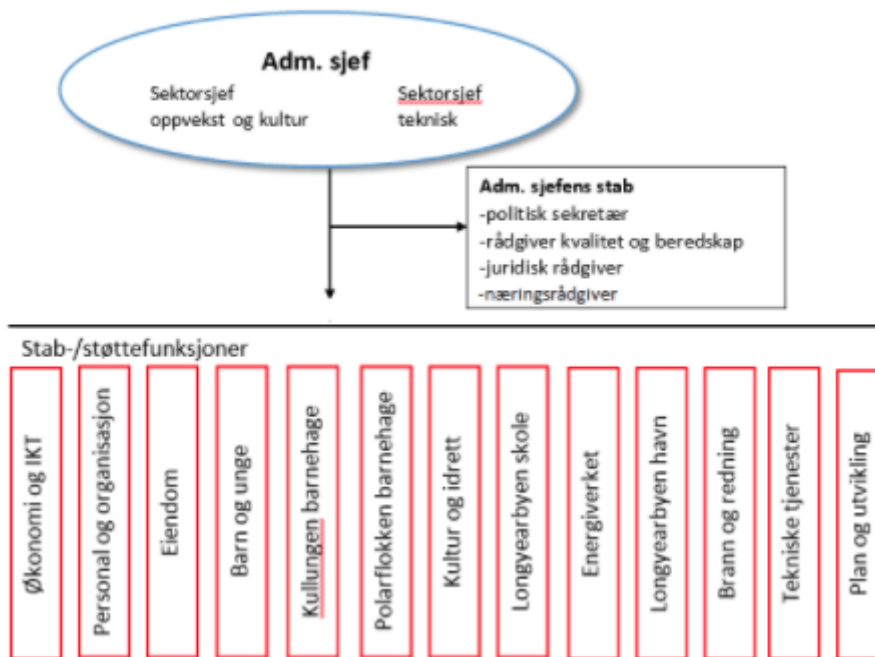 Adm. sjef
Sektorsjef
oppvekst og kultur
Sektorsjef
teknisk
Adm. sjefens stab
-politisk sekretær
-rådgiver kvalitet og beredskap
-juridisk rådgiver
-næringsrådgiver
Stab-/støttefunksjoner
Økonomi og IKT
Personal og organisasjon
Eiendom
Barn og unge
Kullungen barnehage
Polarflokken barnehage
Kultur og idrett
Longyearbyen skole
Energiverket
Longyearbyen havn
Brann og redning
Tekniske tjenester
Plan og utvikling